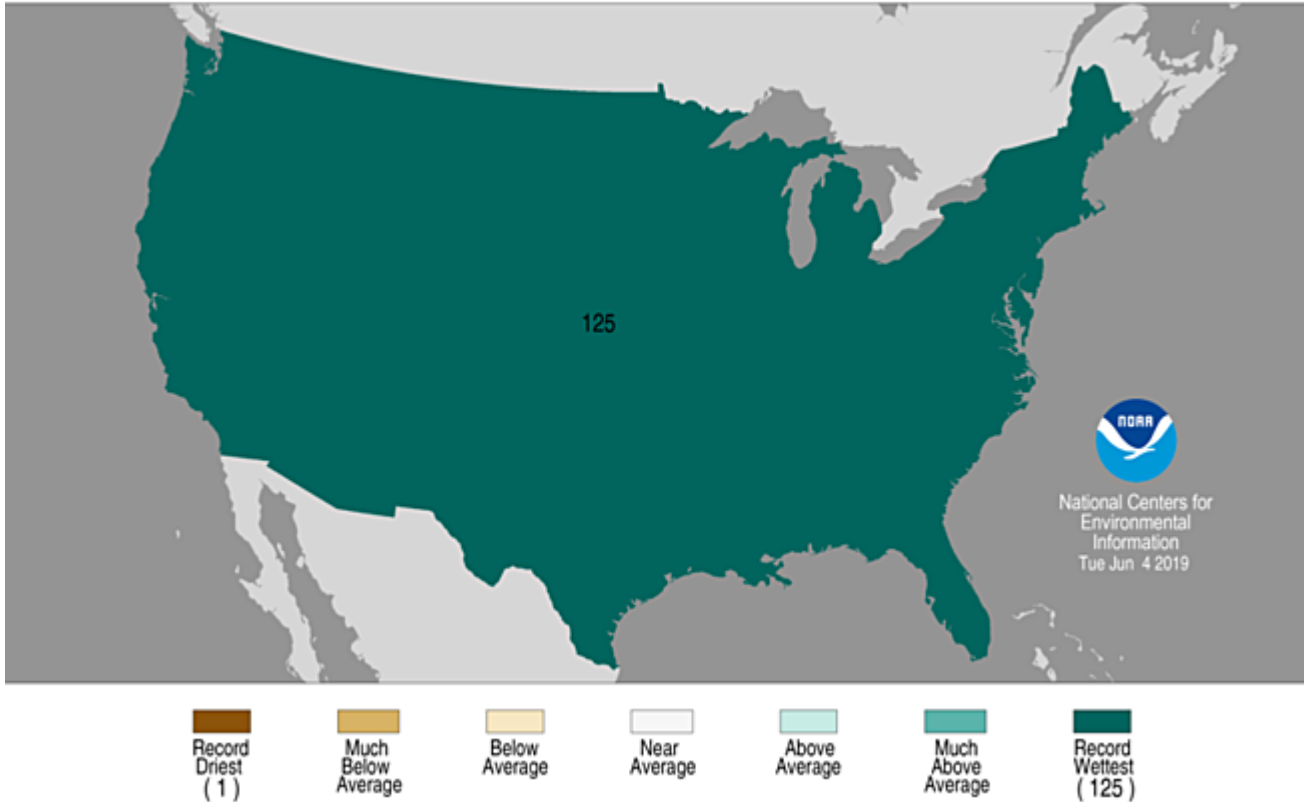 125
NOAA
National Centers for
Environmental
Information
Tue Jun 4 2019
Record
Driest
( 1 )
Much
Below
Average
Below
Average
Near
Average
Above
Average
Much
Above
Average
Record
Wettest
( 125 )